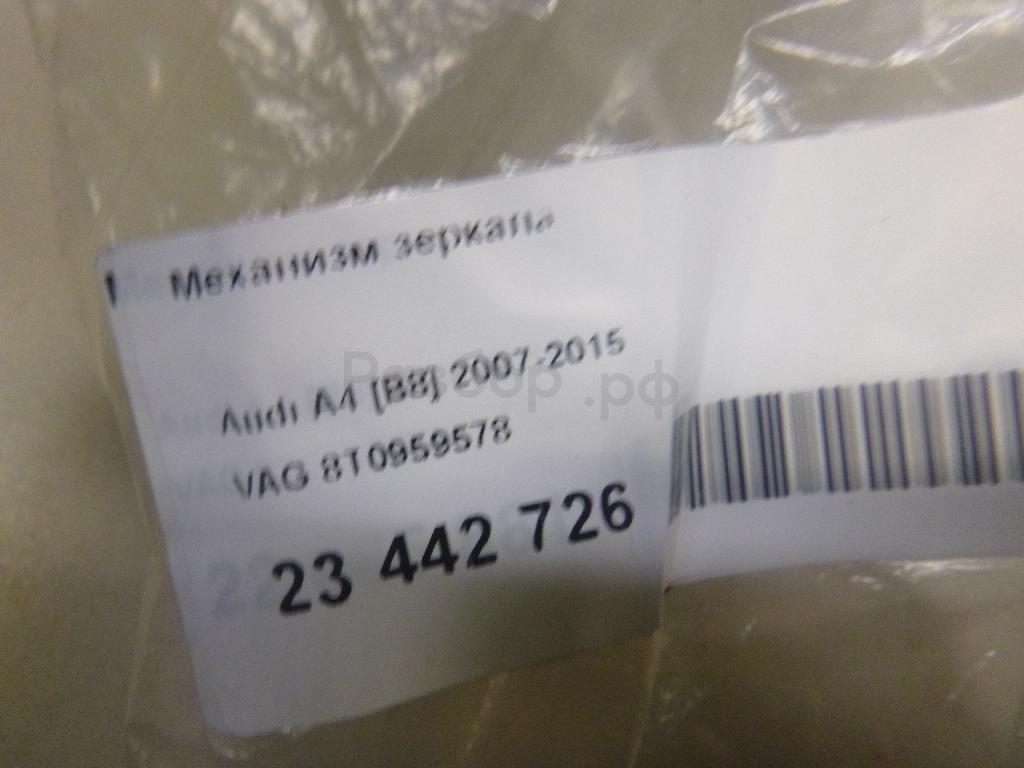 Механизм зеркала
Audi A4 [B8] 2007-2015
VAG 8T0959578
23 442 726